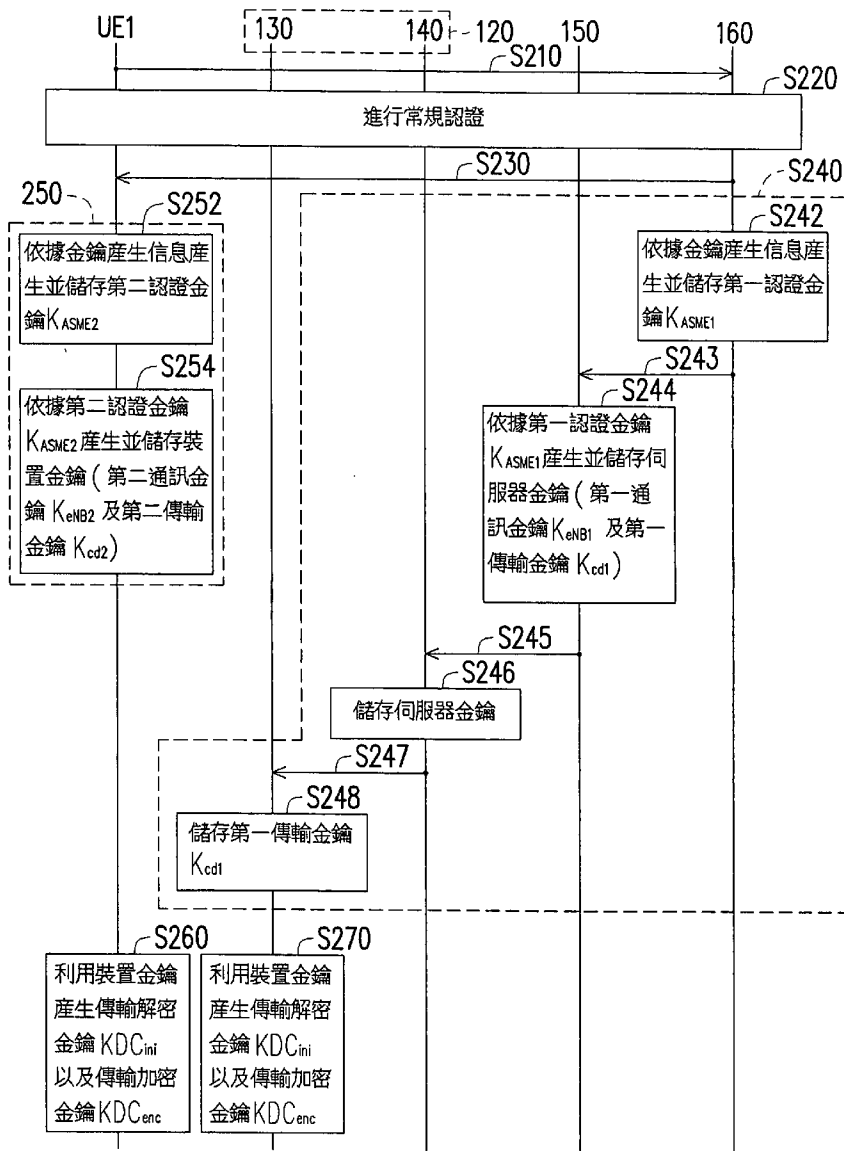 UE1
130
140
120
150
160
S210
S220
進行常規認證
S230
S240
250
S252
依據金鑰產生信息產
生並儲存第二認證金
鑰KASME2
S242
依據金鑰產生信息產
生並儲存第一認證金
鑰KASME1
S243
S254
依據第二認證金鑰
KASME2產生並儲存裝
置金鑰(第二通訊金
鑰KeNB2及第二傳輸
金鑰Kcd2)
S244
依據第一認證金鑰
KASME1產生並儲存伺
服器金鑰(第一通
訊金鑰KeNB1 及第一
傳輸金鑰Kcd1)
S245
S246
儲存伺服器金鑰
S247
S248
儲存第一傳輸金鑰
Kcd1
S260
利用裝置金鑰
產生傳輸解密
金鑰KDCini
以及傳輸加密
金鑰KDCenc
S270
利用裝置金鑰
產生傳輸解密
金鑰KDCini
以及傳輸加密
金鑰KDCenc